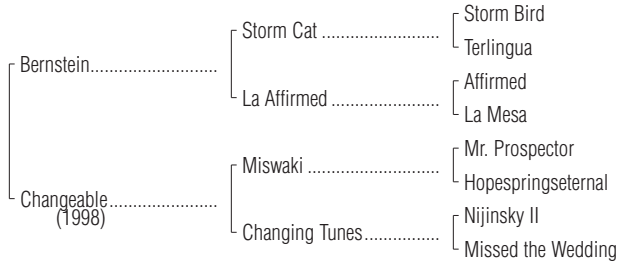 Storm Bird
Storm Cat ..........................
Terlingua
Bernstein............................
Affirmed
La Affirmed ........................
La Mesa
Mr. Prospector
Miswaki .............................
Hopespringseternal
Changeable........................
(1998)
Nijinsky II
Changing Tunes.................
Missed the Wedding